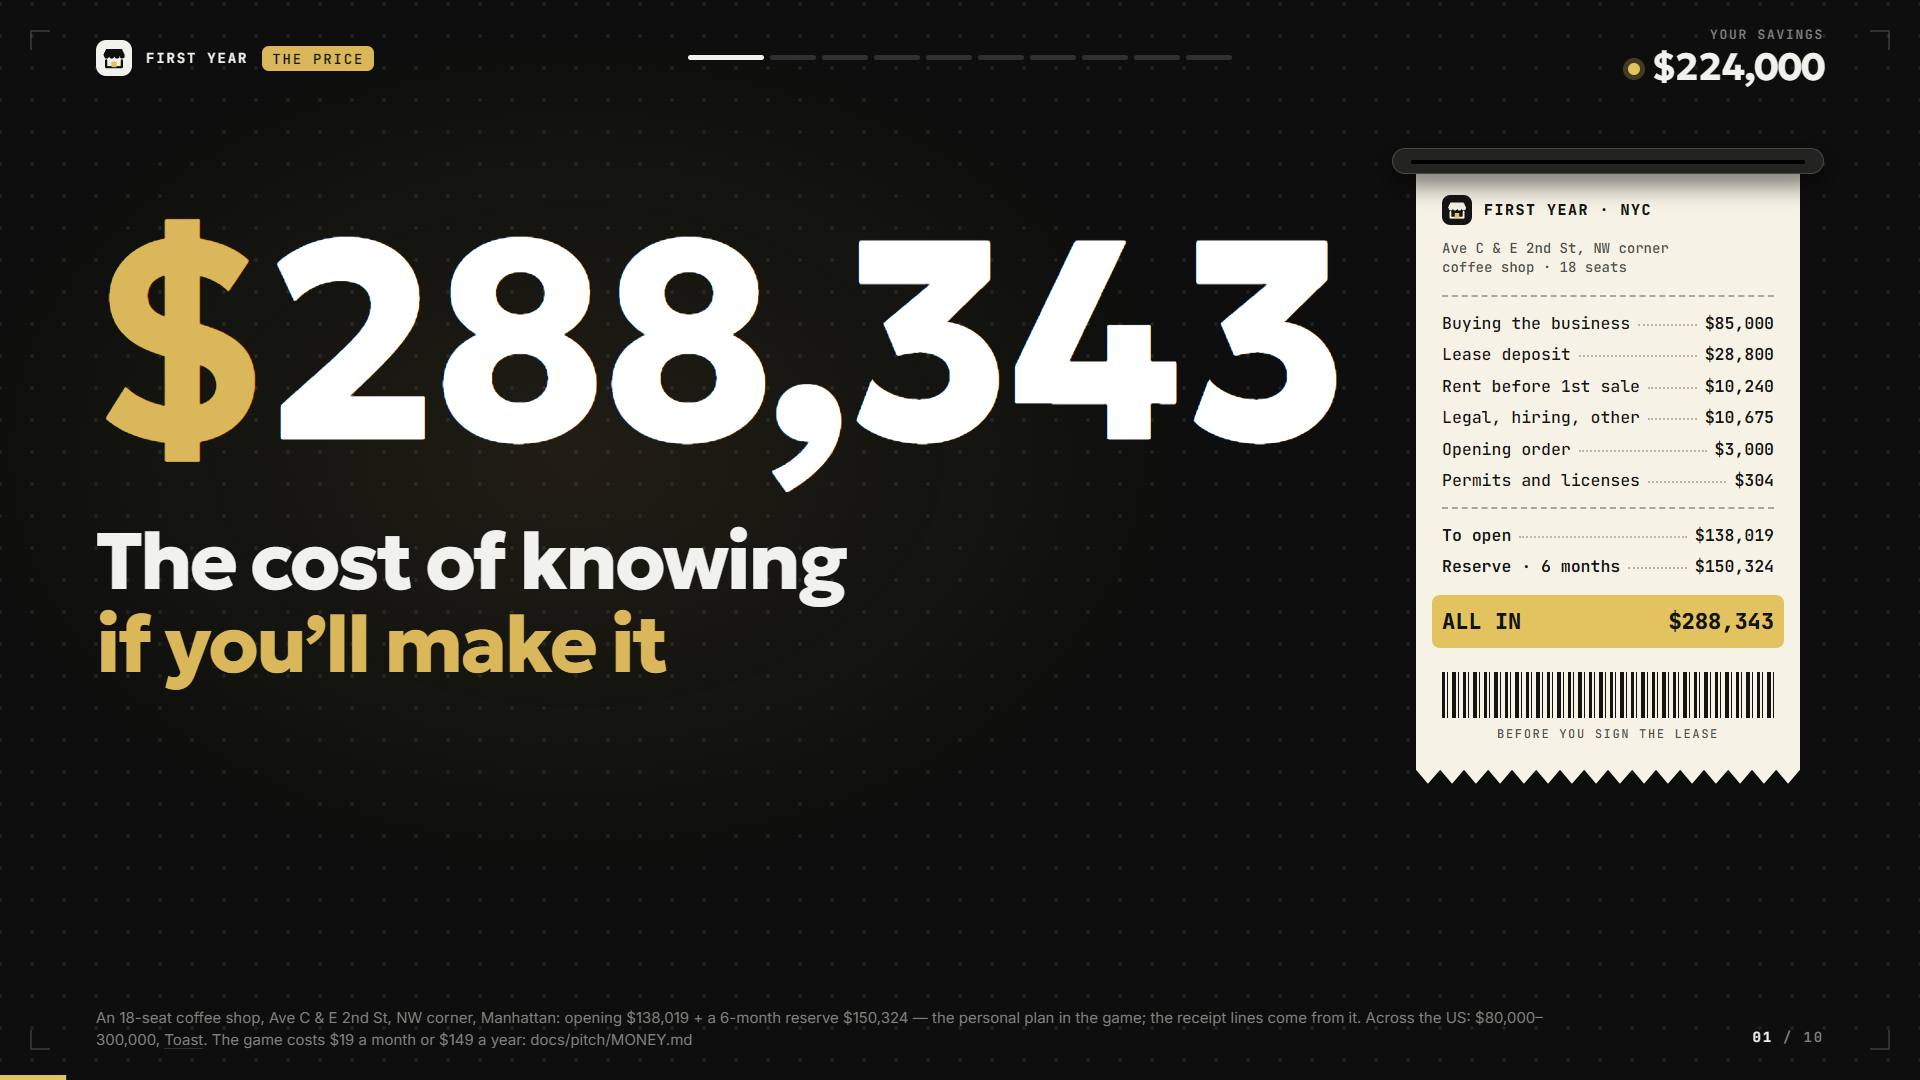 FIRST YEAR THE PRICE
YOUR SAVINGS
$224,000
$288,343
The cost of knowing
if you’ll make it
FIRST YEAR · NYC
Ave C & E 2nd St, NW corner
coffee shop · 18 seats
Buying the business $85,000
Lease deposit $28,800
Rent before 1st sale $10,240
Legal, hiring, other $10,675
Opening order $3,000
Permits and licenses $304
To open $138,019
Reserve · 6 months $150,324
ALL IN $288,343
BEFORE YOU SIGN THE LEASE
An 18-seat coffee shop, Ave C & E 2nd St, NW corner, Manhattan: opening $138,019 + a 6-month reserve $150,324 — the personal plan in the game; the receipt lines come from it. Across the US: $80,000–
300,000, Toast. The game costs $19 a month or $149 a year: docs/pitch/MONEY.md
01 / 10